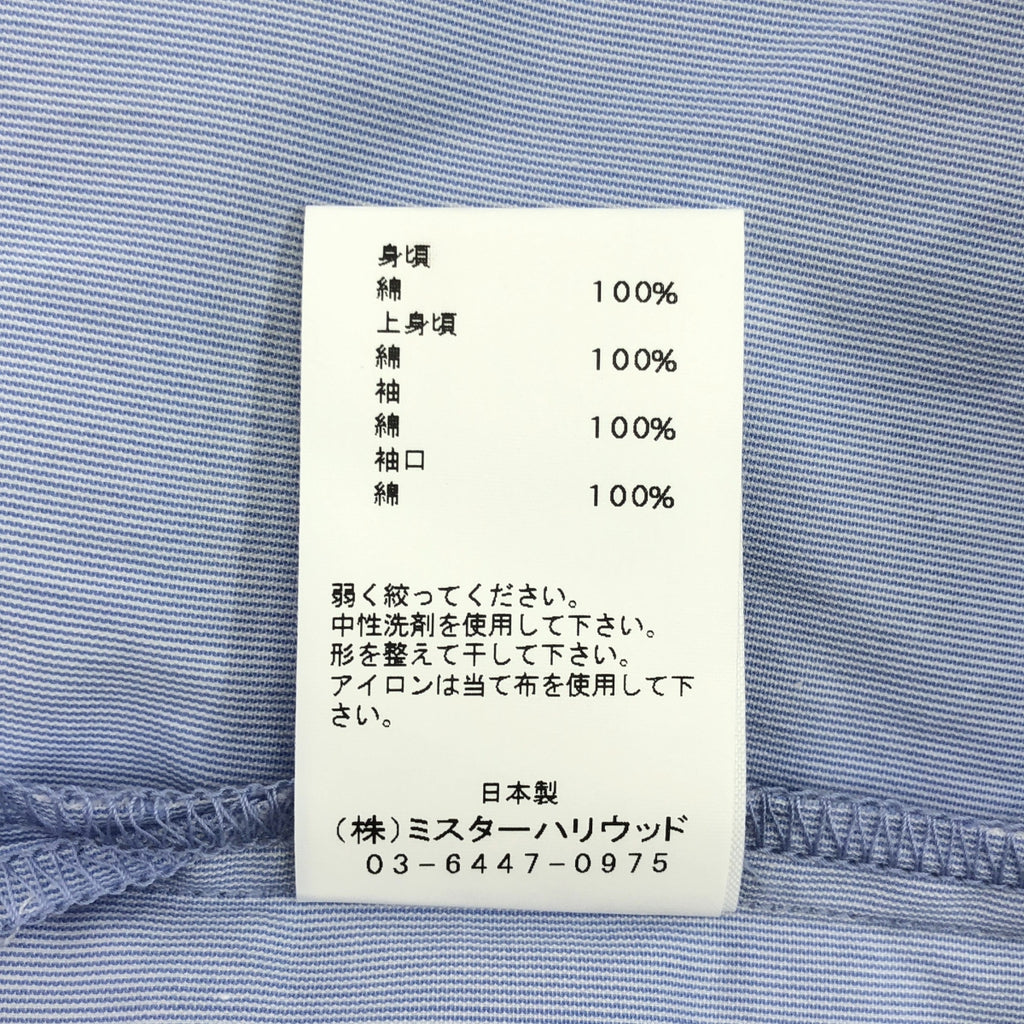 身頃
綿 100%
上身頃
綿 100%
袖
綿 100%
袖口
綿 100%
弱く絞ってください。
中性洗剤を使用して下さい。
形を整えて干して下さい。
アイロンは当て布を使用して下
さい。
日本製
（株）ミスターハリウッド
03-6447-0975